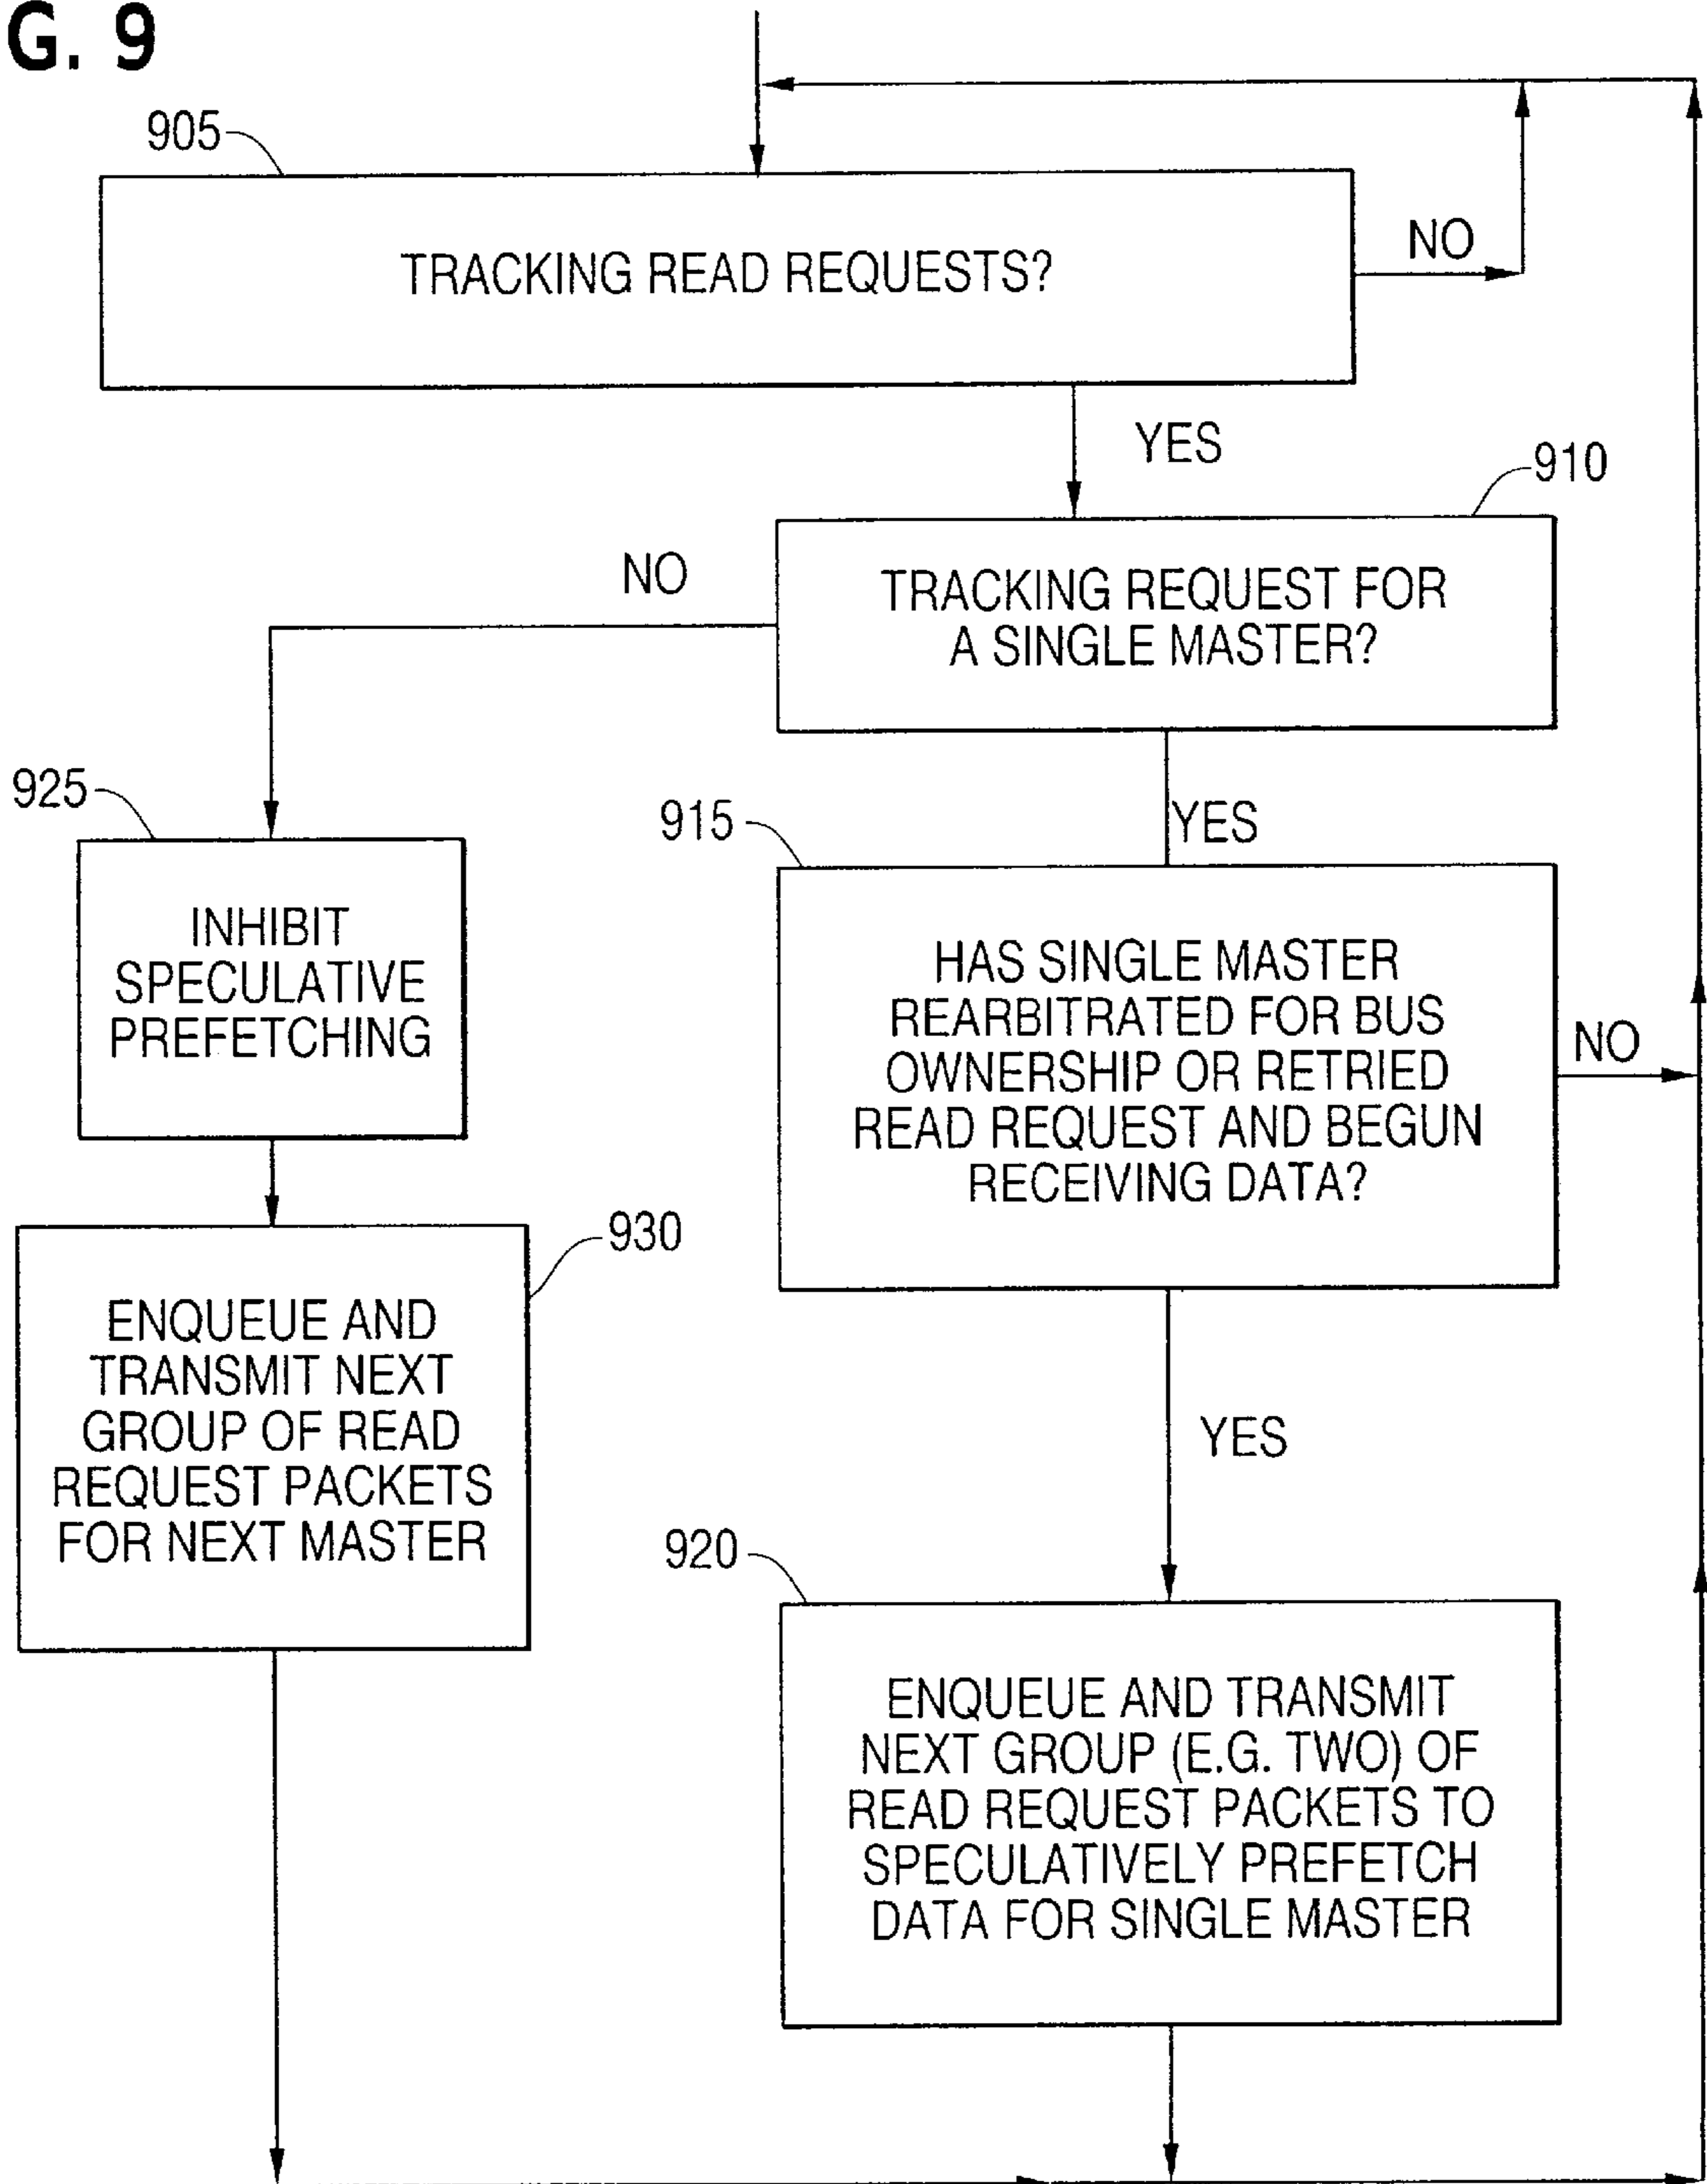 G. 9
905
TRACKING READ REQUESTS?
NO
YES
910
NO
TRACKING REQUEST FOR
A SINGLE MASTER?
925
915
YES
INHIBIT
SPECULATIVE
PREFETCHING
HAS SINGLE MASTER
REARBITRATED FOR BUS
OWNERSHIP OR RETRIED
READ REQUEST AND BEGUN
RECEIVING DATA?
NO
930
ENQUEUE AND
TRANSMIT NEXT
GROUP OF READ
REQUEST PACKETS
FOR NEXT MASTER
YES
920
ENQUEUE AND TRANSMIT
NEXT GROUP (E.G. TWO) OF
READ REQUEST PACKETS TO
SPECULATIVELY PREFETCH
DATA FOR SINGLE MASTER